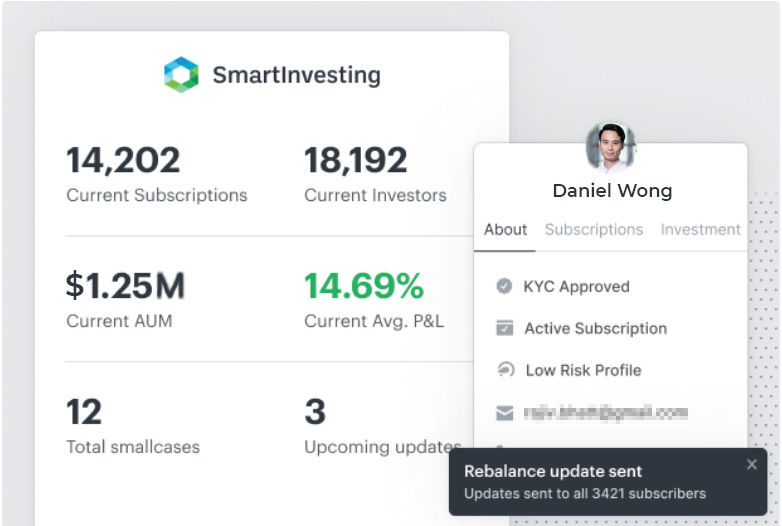 SmartInvesting
14,202
Current Subscriptions
18,192
Current Investors
$1.25M
Current AUM
14.69%
Current Avg. P&L
12
Total smallcases
3
Upcoming updates
Daniel Wong
About Subscriptions Investment
KYC Approved
Active Subscription
Low Risk Profile
Rebalance update sent
Updates sent to all 3421 subscribers